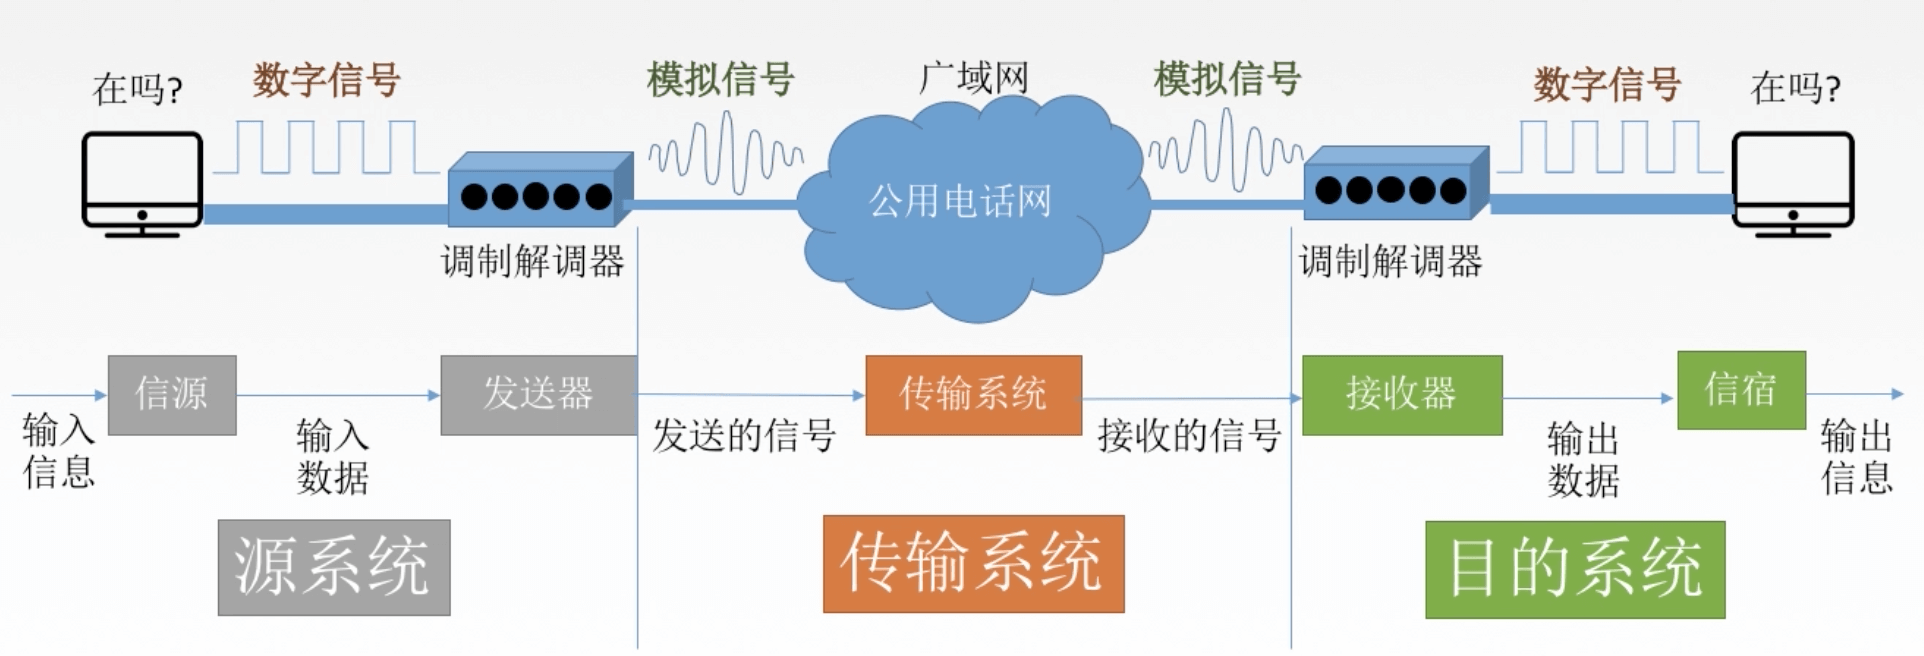 在吗?
数字信号
模拟信号
广域网
模拟信号
数字信号
在吗?
公用电话网
调制解调器
调制解调器
信源
发送器
传输系统
接收器
信宿
输入
信息
输入
数据
发送的信号
接收的信号
输出
数据
输出
信息
源系统
传输系统
目的系统